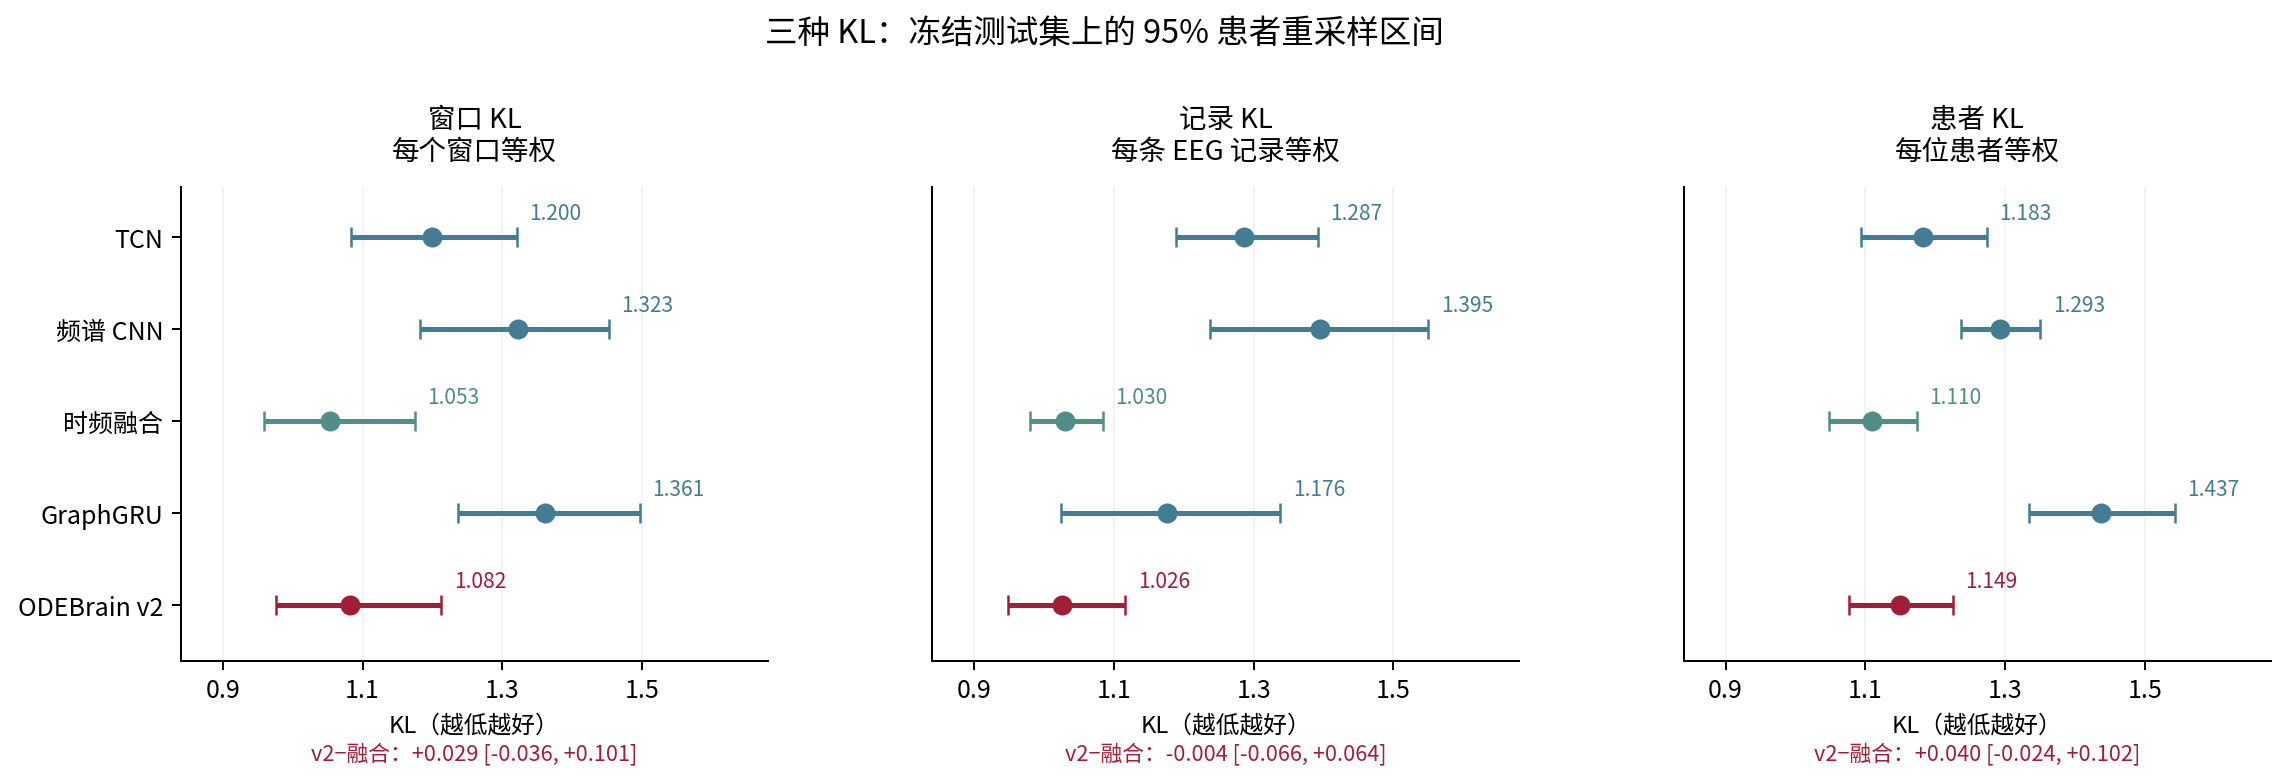 三种 KL：冻结测试集上的 95% 患者重采样区间
窗口 KL
每个窗口等权
TCN
频谱 CNN
时频融合
GraphGRU
ODEBrain v2
1.200
1.323
1.053
1.361
1.082
0.9 1.1 1.3 1.5
KL（越低越好）
v2−融合：+0.029 [-0.036, +0.101]
记录 KL
每条 EEG 记录等权
1.287
1.395
1.030
1.176
1.026
0.9 1.1 1.3 1.5
KL（越低越好）
v2−融合：-0.004 [-0.066, +0.064]
患者 KL
每位患者等权
1.183
1.293
1.110
1.437
1.149
0.9 1.1 1.3 1.5
KL（越低越好）
v2−融合：+0.040 [-0.024, +0.102]